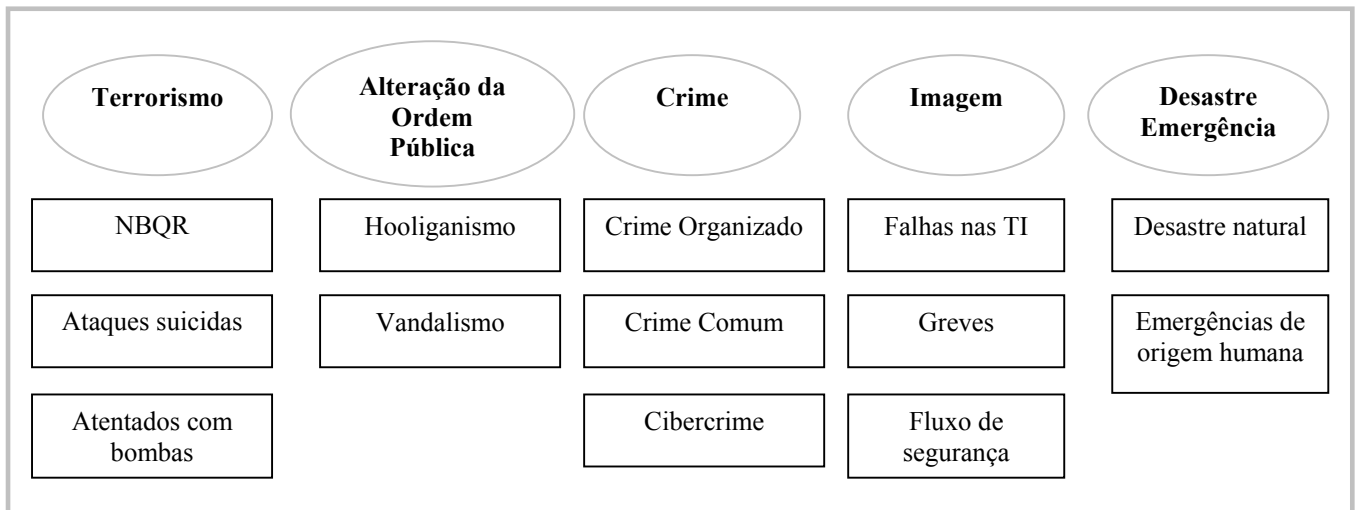 Terrorismo
Alteração da
Ordem
Pública
Crime
Imagem
Desastre
Emergência
NBQR
Hooliganismo
Crime Organizado
Falhas nas TI
Desastre natural
Ataques suicidas
Vandalismo
Crime Comum
Greves
Emergências de
origem humana
Atentados com
bombas
Cibercrime
Fluxo de
segurança